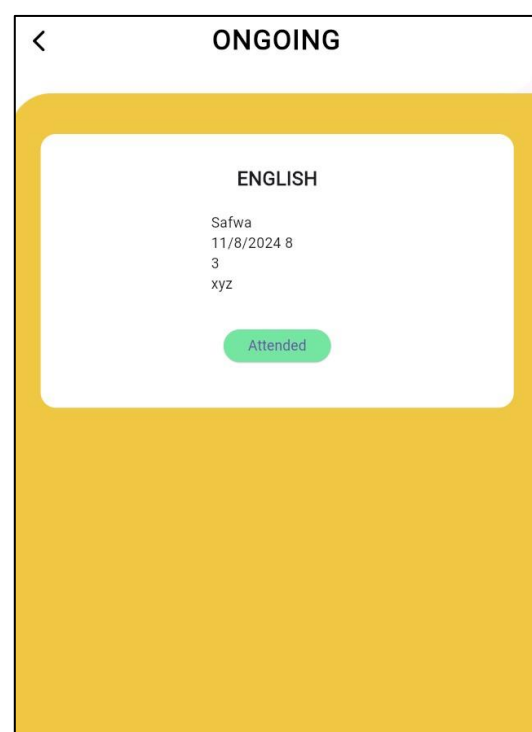 ONGOING
ENGLISH
Safwa
11/8/2024 8
3
xyz
Attended